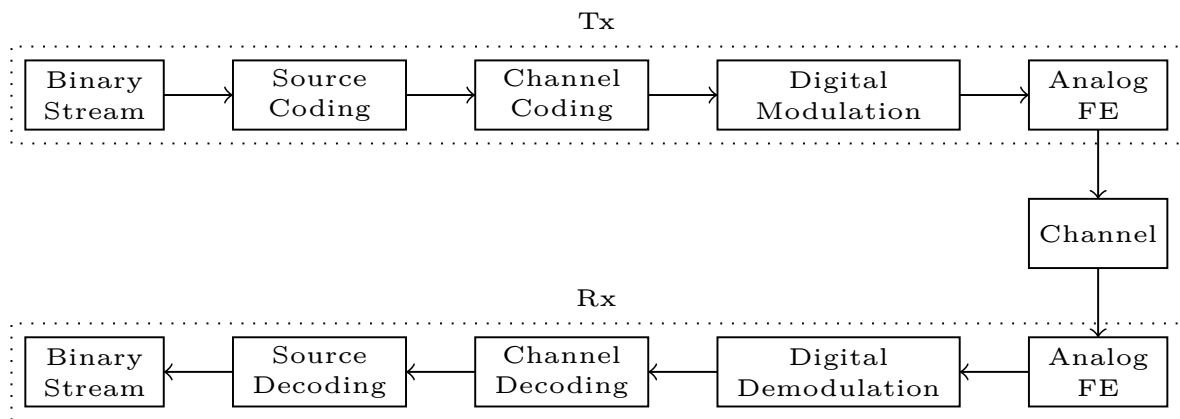 Tx
Binary
Stream
Source
Coding
Channel
Coding
Digital
Modulation
Analog
FE
Channel
Rx
Binary
Stream
Source
Decoding
Channel
Decoding
Digital
Demodulation
Analog
FE